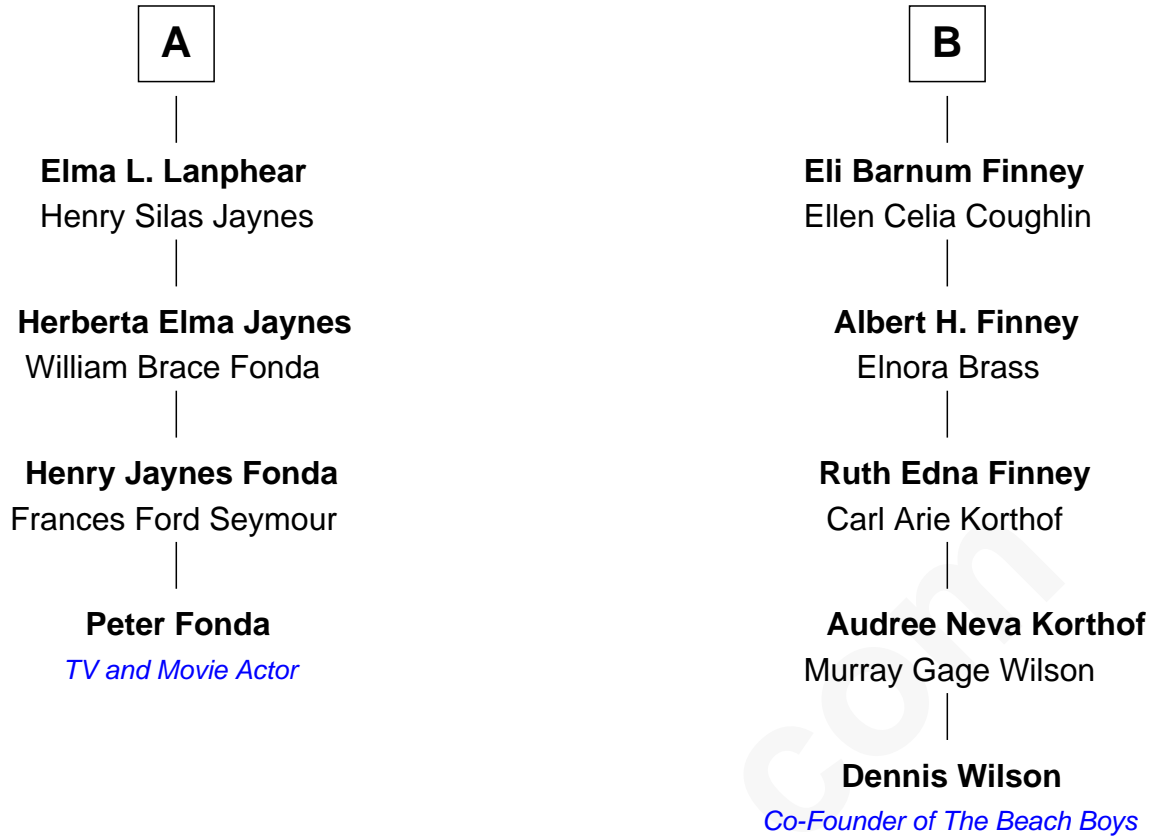 A
Elma L. Lanphear
Henry Silas Jaynes
Herberta Elma Jaynes
William Brace Fonda
Henry Jaynes Fonda
Frances Ford Seymour
Peter Fonda
TV and Movie Actor
B
Eli Barnum Finney
Ellen Celia Coughlin
Albert H. Finney
Elnora Brass
Ruth Edna Finney
Carl Arie Korthof
Audree Neva Korthof
Murray Gage Wilson
Dennis Wilson
Co-Founder of The Beach Boys
com